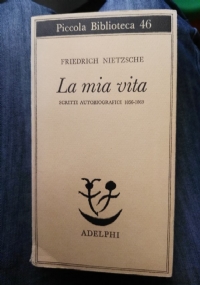 Piccola Biblioteca 46
FRIEDRICH NIETZSCHE
La mia vita
SCRITTI AUTOBIOGRAFICI 1856-1869
ADELPHI